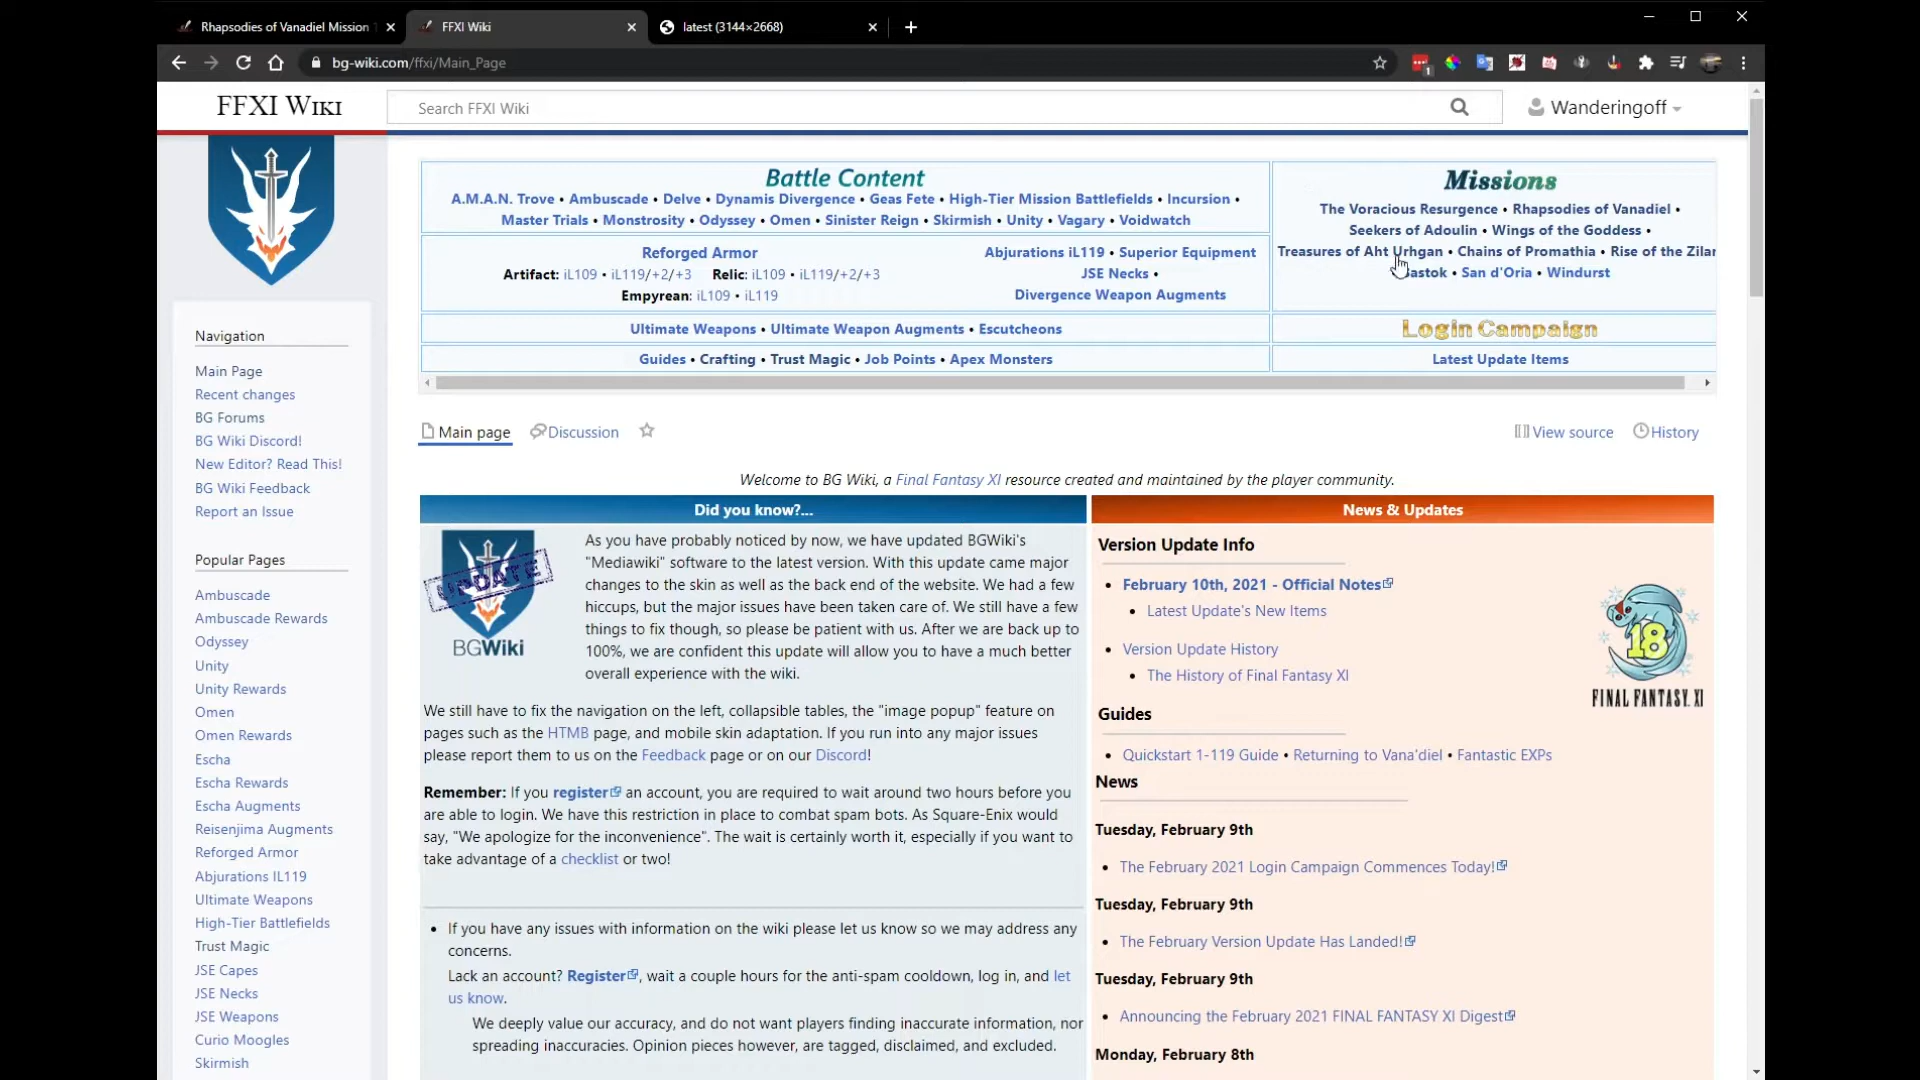 Rhapsodies of Vanadiel Mission
FFXI Wiki
latest (3144×2668)
bg-wiki.com/ffxi/Main_Page
1
FFXI Wiki
Search FFXI Wiki
Wanderingoff
Battle Content
A.M.A.N. Trove • Ambuscade • Delve • Dynamis Divergence • Geas Fete • High-Tier Mission Battlefields • Incursion •
Master Trials • Monstrosity • Odyssey • Omen • Sinister Reign • Skirmish • Unity • Vagary • Voidwatch
Missions
The Voracious Resurgence • Rhapsodies of Vanadiel •
Seekers of Adoulin • Wings of the Goddess •
Treasures of Aht Urhgan • Chains of Promathia • Rise of the Zilar
astok • San d'Oria • Windurst
Reforged Armor
Artifact: iL109 • iL119/+2/+3 Relic: iL109 • iL119/+2/+3
Empyrean: iL109 • iL119
Abjurations iL119 • Superior Equipment
JSE Necks •
Divergence Weapon Augments
Ultimate Weapons • Ultimate Weapon Augments • Escutcheons
Login Campaign
Guides • Crafting • Trust Magic • Job Points • Apex Monsters
Latest Update Items
Navigation
Main Page
Recent changes
BG Forums
BG Wiki Discord!
New Editor? Read This!
BG Wiki Feedback
Report an Issue
Popular Pages
Ambuscade
Ambuscade Rewards
Odyssey
Unity
Unity Rewards
Omen
Omen Rewards
Escha
Escha Rewards
Escha Augments
Reisenjima Augments
Reforged Armor
Abjurations IL119
Ultimate Weapons
High-Tier Battlefields
Trust Magic
JSE Capes
JSE Necks
JSE Weapons
Curio Moogles
Skirmish
Main page
Discussion
View source
History
Welcome to BG Wiki, a Final Fantasy XI resource created and maintained by the player community.
Did you know?...
UPDATE
BGWiki
As you have probably noticed by now, we have updated BGWiki's
"Mediawiki" software to the latest version. With this update came major
changes to the skin as well as the back end of the website. We had a few
hiccups, but the major issues have been taken care of. We still have a few
things to fix though, so please be patient with us. After we are back up to
100%, we are confident this update will allow you to have a much better
overall experience with the wiki.
We still have to fix the navigation on the left, collapsible tables, the "image popup" feature on
pages such as the HTMB page, and mobile skin adaptation. If you run into any major issues
please report them to us on the Feedback page or on our Discord!
Remember: If you register an account, you are required to wait around two hours before you
are able to login. We have this restriction in place to combat spam bots. As Square-Enix would
say, "We apologize for the inconvenience". The wait is certainly worth it, especially if you want to
take advantage of a checklist or two!
• If you have any issues with information on the wiki please let us know so we may address any
concerns.
Lack an account? Register, wait a couple hours for the anti-spam cooldown, log in, and let
us know.
We deeply value our accuracy, and do not want players finding inaccurate information, nor
spreading inaccuracies. Opinion pieces however, are tagged, disclaimed, and excluded.
News & Updates
Version Update Info
• February 10th, 2021 - Official Notes
• Latest Update's New Items
• Version Update History
• The History of Final Fantasy XI
18
FINAL FANTASY. XI
Guides
• Quickstart 1-119 Guide • Returning to Vana'diel • Fantastic EXPs
News
Tuesday, February 9th
• The February 2021 Login Campaign Commences Today!
Tuesday, February 9th
• The February Version Update Has Landed!
Tuesday, February 9th
• Announcing the February 2021 FINAL FANTASY XI Digest
Monday, February 8th